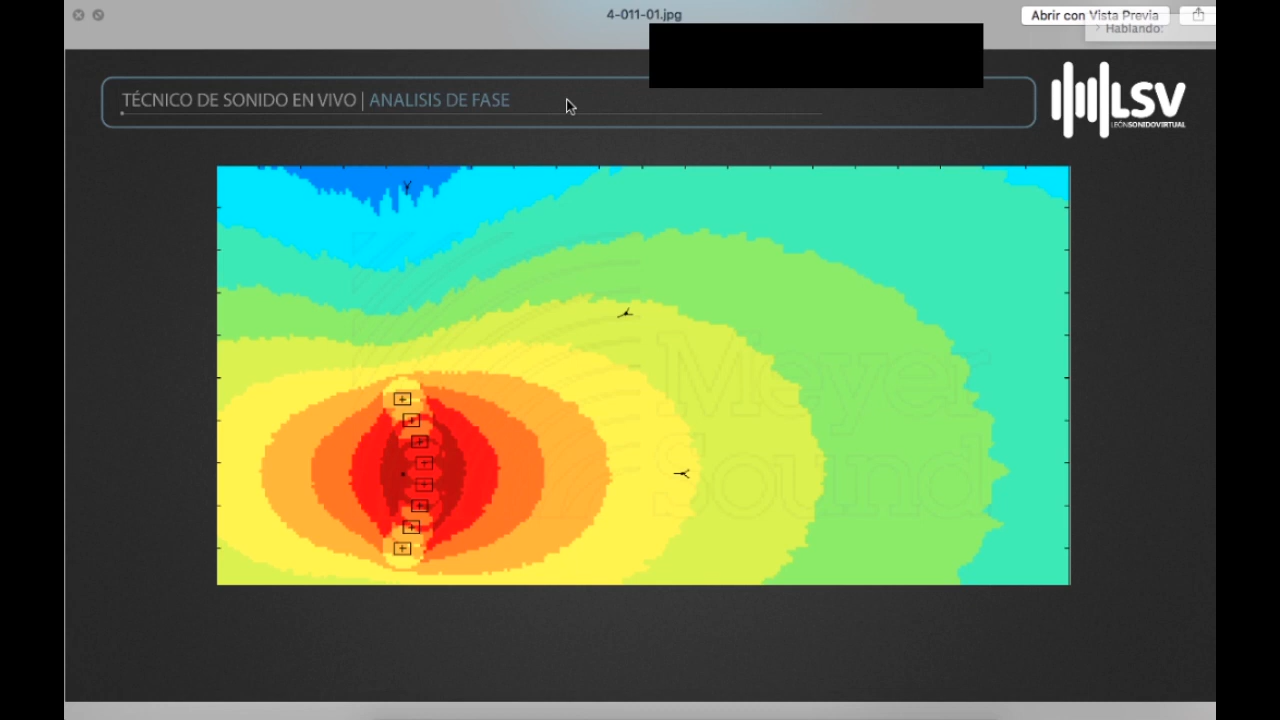 4-011-01.jpg
Abrir con Vista Previa
Hablando:
TÉCNICO DE SONIDO EN VIVO | ANALISIS DE FASE
LSV
LEÓNSONIDOVIRTUAL
Meyer
Sound